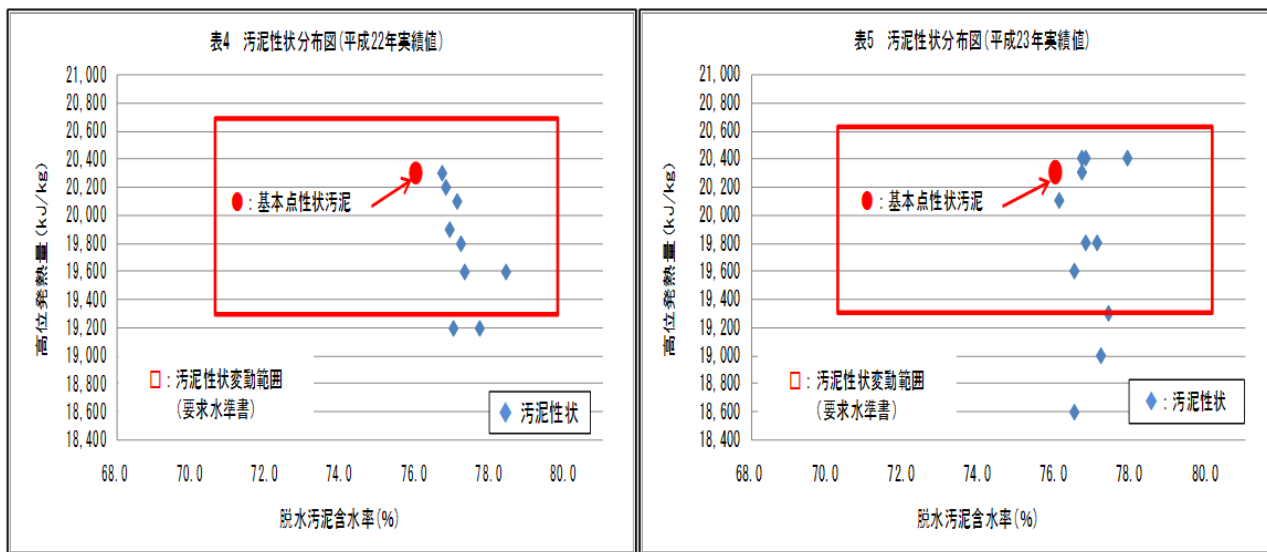 表4 汚泥性状分布図(平成22年実績値)
21,000
20,800
20,600
20,400
20,200
20,000
19,800
19,600
19,400
19,200
19,000
18,800
18,600
18,400
高位発熱量(kJ/kg)
●:基本点性状汚泥
□:汚泥性状変動範囲
(要求水準書)
◆汚泥性状
68.0 70.0 72.0 74.0 76.0 78.0 80.0
脱水汚泥含水率(%)
表5 汚泥性状分布図(平成23年実績値)
21,000
20,800
20,600
20,400
20,200
20,000
19,800
19,600
19,400
19,200
19,000
18,800
18,600
18,400
高位発熱量(kJ/kg)
●:基本点性状汚泥
□:汚泥性状変動範囲
(要求水準書)
◆:汚泥性状
68.0 70.0 72.0 74.0 76.0 78.0 80.0
脱水汚泥含水率(%)